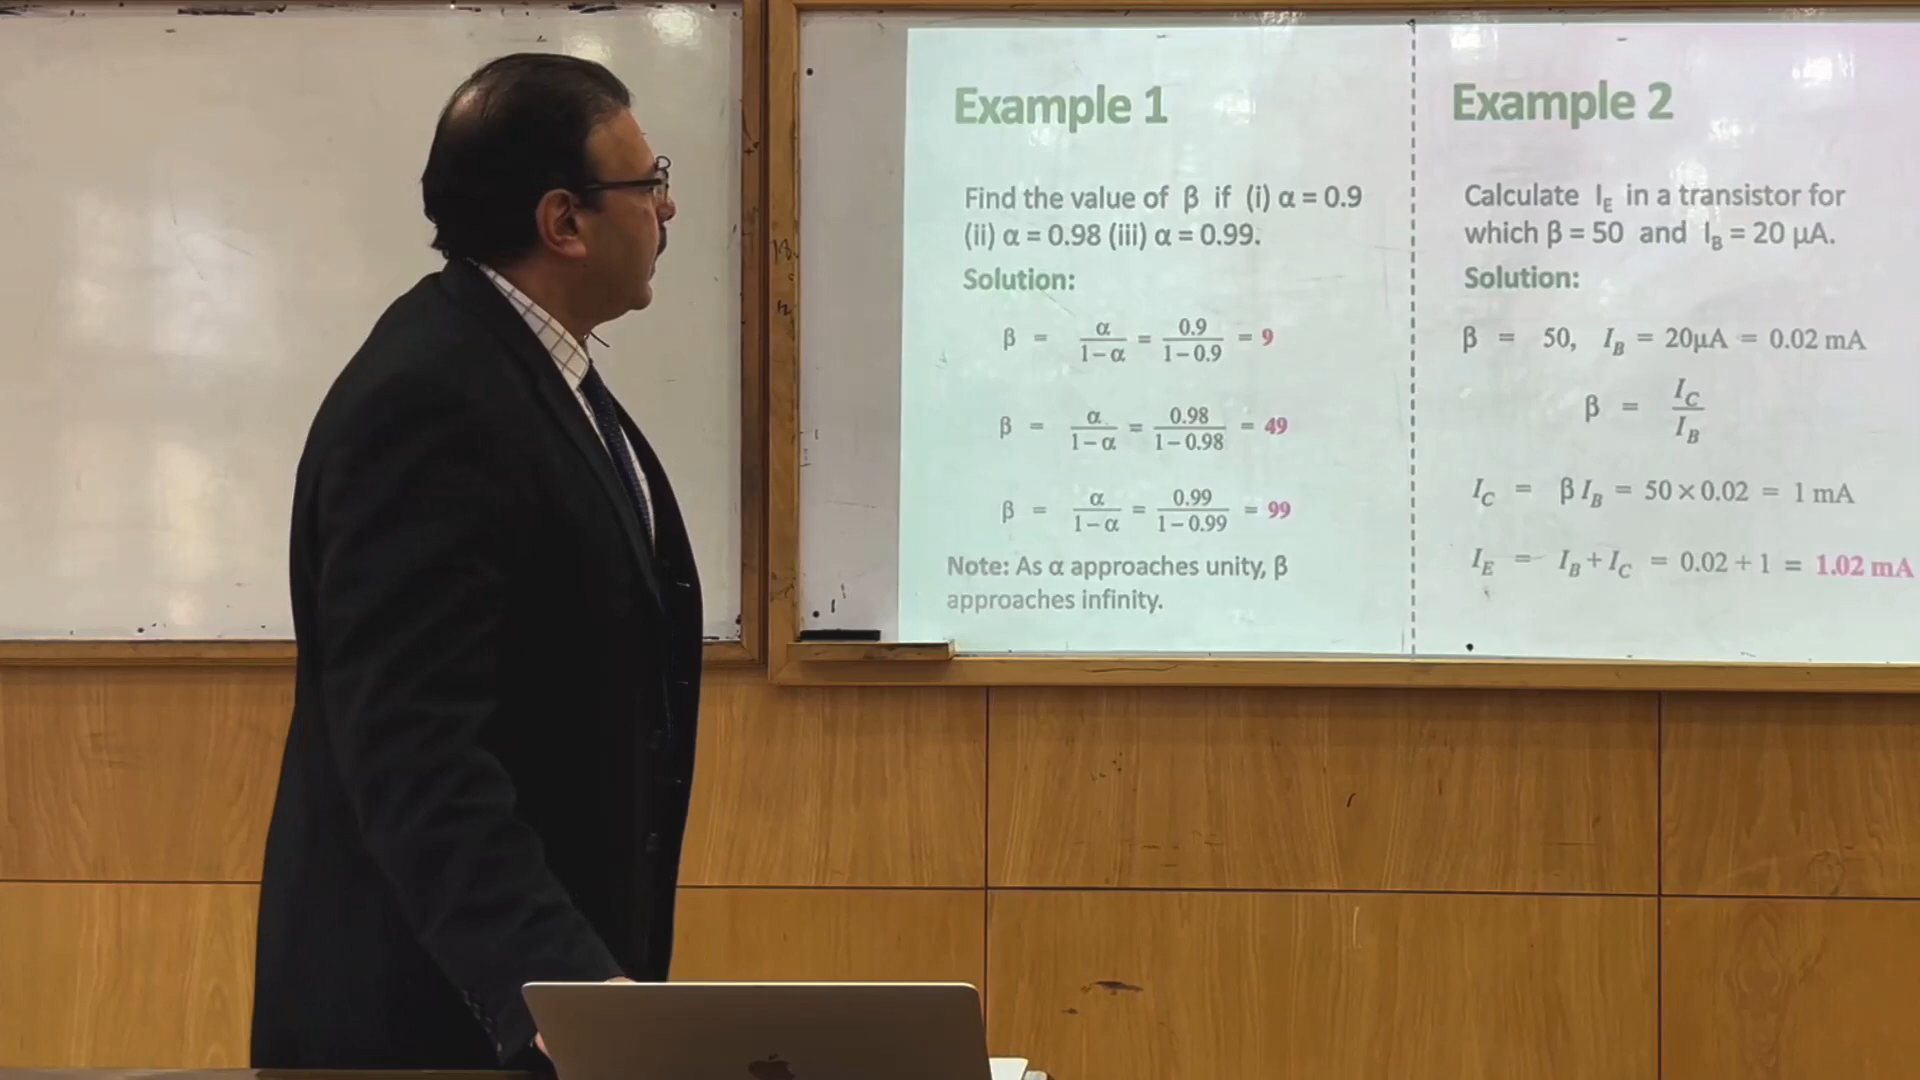 Example 1
Find the value of β if (i) α = 0.9
(ii) α = 0.98 (iii) α = 0.99.
Solution:
β = α/1−α = 0.9/1−0.9 = 9
β = α/1−α = 0.98/1−0.98 = 49
β = α/1−α = 0.99/1−0.99 = 99
Note: As α approaches unity, β
approaches infinity.
Example 2
Calculate I_E in a transistor for
which β = 50 and I_B = 20 μA.
Solution:
β = 50, I_B = 20μA = 0.02 mA
β = I_C/I_B
I_C = β I_B = 50 × 0.02 = 1 mA
I_E = I_B + I_C = 0.02 + 1 = 1.02 mA